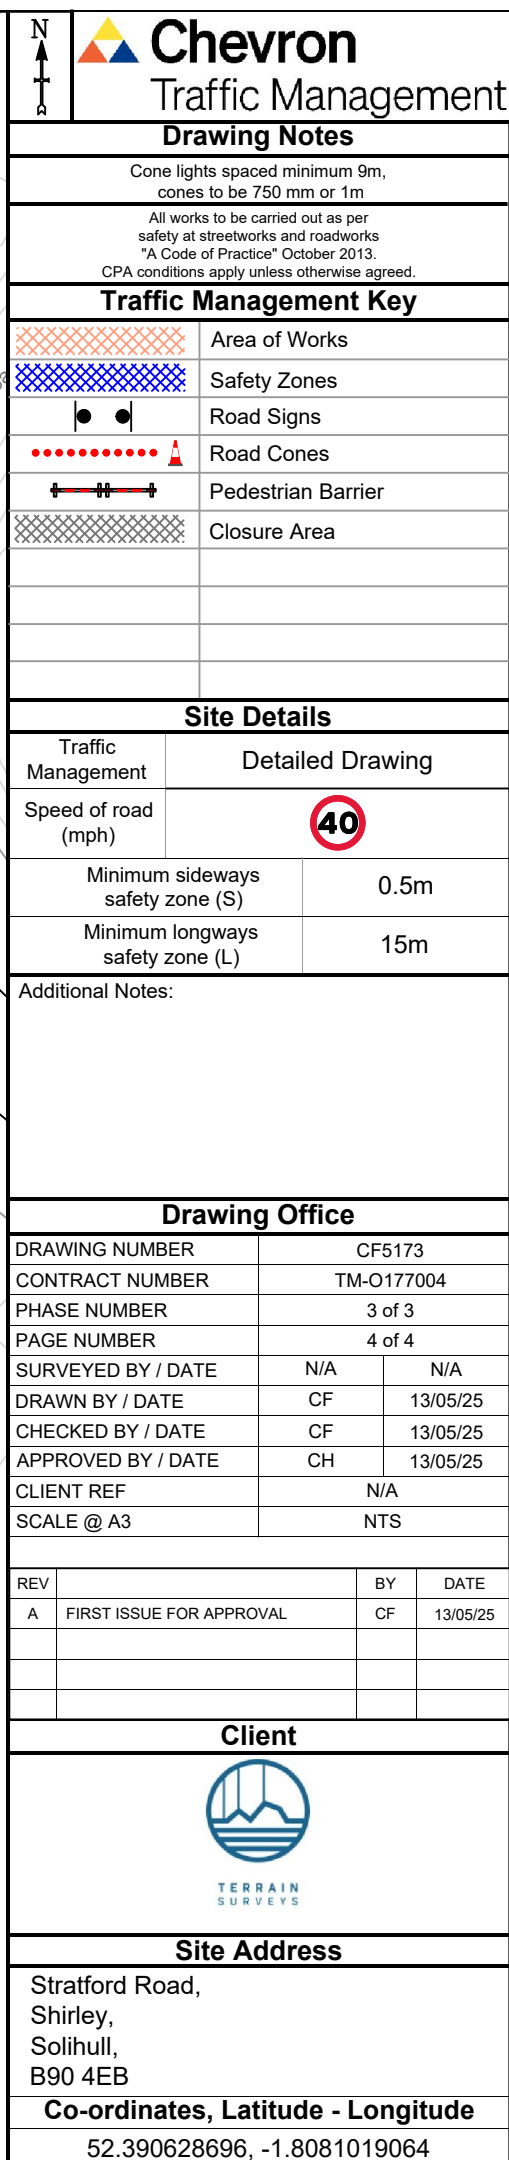 N
Chevron
Traffic Management
Drawing Notes
Cone lights spaced minimum 9m,
cones to be 750 mm or 1m
All works to be carried out as per
safety at streetworks and roadworks
"A Code of Practice" October 2013.
CPA conditions apply unless otherwise agreed.
Traffic Management Key
Area of Works
Safety Zones
Road Signs
Road Cones
Pedestrian Barrier
Closure Area
Site Details
Traffic
Management
Detailed Drawing
Speed of road
(mph)
40
Minimum sideways
safety zone (S)
0.5m
Minimum longways
safety zone (L)
15m
Additional Notes:
Drawing Office
DRAWING NUMBER CF5173
CONTRACT NUMBER TM-O177004
PHASE NUMBER 3 of 3
PAGE NUMBER 4 of 4
SURVEYED BY / DATE N/A N/A
DRAWN BY / DATE CF 13/05/25
CHECKED BY / DATE CF 13/05/25
APPROVED BY / DATE CH 13/05/25
CLIENT REF N/A
SCALE @ A3 NTS
REV BY DATE
A FIRST ISSUE FOR APPROVAL CF 13/05/25
Client
TERRAIN
SURVEYS
Site Address
Stratford Road,
Shirley,
Solihull,
B90 4EB
Co-ordinates, Latitude - Longitude
52.390628696, -1.8081019064